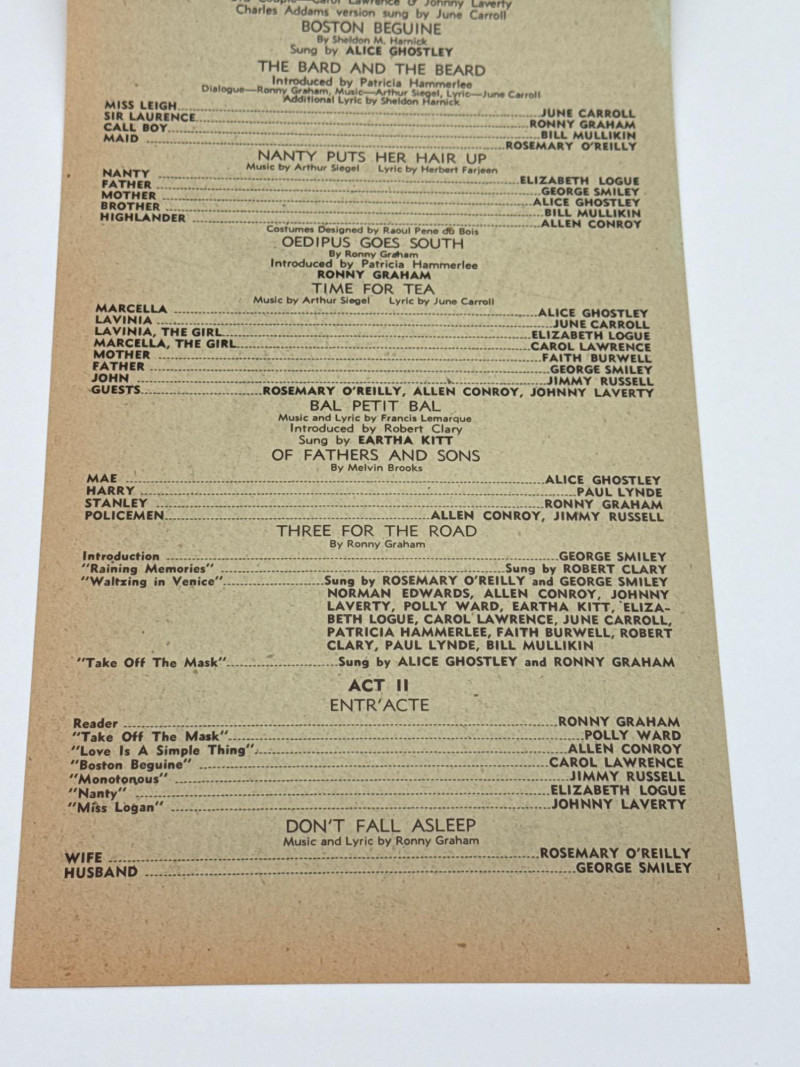 Charles Addams version sung by June Carroll
BOSTON BEGUINE
By Sheldon M. Harnick
Sung by ALICE GHOSTLEY
THE BARD AND THE BEARD
Introduced by Patricia Hammerlee
Dialogue—Ronny Graham, Music—Arthur Siegel, Lyric—June Carroll
Additional Lyric by Sheldon Harnick
MISS LEIGH JUNE CARROLL
SIR LAURENCE RONNY GRAHAM
CALL BOY BILL MULLIKIN
MAID ROSEMARY O'REILLY
NANTY PUTS HER HAIR UP
Music by Arthur Siegel Lyric by Herbert Farjeen
NANTY ELIZABETH LOGUE
FATHER GEORGE SMILEY
MOTHER ALICE GHOSTLEY
BROTHER BILL MULLIKIN
HIGHLANDER ALLEN CONROY
Costumes Designed by Raoul Pene du Bois
OEDIPUS GOES SOUTH
By Ronny Graham
Introduced by Patricia Hammerlee
RONNY GRAHAM
TIME FOR TEA
Music by Arthur Siegel Lyric by June Carroll
MARCELLA ALICE GHOSTLEY
LAVINIA JUNE CARROLL
LAVINIA, THE GIRL ELIZABETH LOGUE
MARCELLA, THE GIRL CAROL LAWRENCE
MOTHER FAITH BURWELL
FATHER GEORGE SMILEY
JOHN JIMMY RUSSELL
GUESTS ROSEMARY O'REILLY, ALLEN CONROY, JOHNNY LAVERTY
BAL PETIT BAL
Music and Lyric by Francis Lemarque
Introduced by Robert Clary
Sung by EARTHA KITT
OF FATHERS AND SONS
By Melvin Brooks
MAE ALICE GHOSTLEY
HARRY PAUL LYNDE
STANLEY RONNY GRAHAM
POLICEMEN ALLEN CONROY, JIMMY RUSSELL
THREE FOR THE ROAD
By Ronny Graham
Introduction GEORGE SMILEY
"Raining Memories" Sung by ROBERT CLARY
"Waltzing in Venice" Sung by ROSEMARY O'REILLY and GEORGE SMILEY
NORMAN EDWARDS, ALLEN CONROY, JOHNNY
LAVERTY, POLLY WARD, EARTHA KITT, ELIZA-
BETH LOGUE, CAROL LAWRENCE, JUNE CARROLL,
PATRICIA HAMMERLEE, FAITH BURWELL, ROBERT
CLARY, PAUL LYNDE, BILL MULLIKIN
"Take Off The Mask" Sung by ALICE GHOSTLEY and RONNY GRAHAM
ACT II
ENTR'ACTE
Reader RONNY GRAHAM
"Take Off The Mask" POLLY WARD
"Love Is A Simple Thing" ALLEN CONROY
"Boston Beguine" CAROL LAWRENCE
"Monotonous" JIMMY RUSSELL
"Nanty" ELIZABETH LOGUE
"Miss Logan" JOHNNY LAVERTY
DON'T FALL ASLEEP
Music and Lyric by Ronny Graham
WIFE ROSEMARY O'REILLY
HUSBAND GEORGE SMILEY